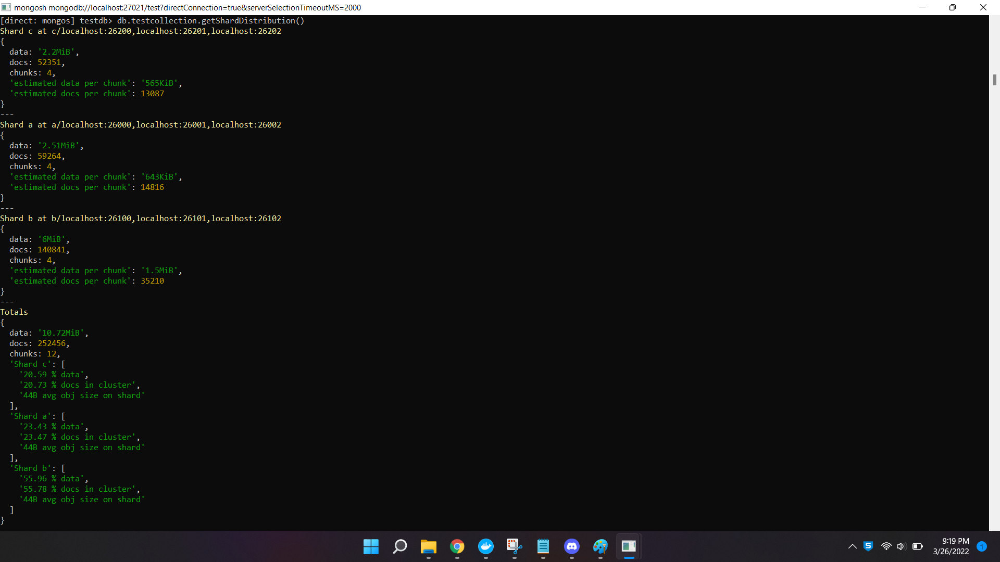 mongosh mongodb://localhost:27021/test?directConnection=true&serverSelectionTimeoutMS=2000
[direct: mongos] testdb> db.testcollection.getShardDistribution()
Shard c at c/localhost:26200,localhost:26201,localhost:26202
{
  data: '2.2MiB',
  docs: 52351,
  chunks: 4,
  'estimated data per chunk': '565KiB',
  'estimated docs per chunk': 13087
}
---
Shard a at a/localhost:26000,localhost:26001,localhost:26002
{
  data: '2.51MiB',
  docs: 59264,
  chunks: 4,
  'estimated data per chunk': '643KiB',
  'estimated docs per chunk': 14816
}
---
Shard b at b/localhost:26100,localhost:26101,localhost:26102
{
  data: '6MiB',
  docs: 140841,
  chunks: 4,
  'estimated data per chunk': '1.5MiB',
  'estimated docs per chunk': 35210
}
---
Totals
{
  data: '10.72MiB',
  docs: 252456,
  chunks: 12,
  'Shard c': [
    '20.59 % data',
    '20.73 % docs in cluster',
    '44B avg obj size on shard'
  ],
  'Shard a': [
    '23.43 % data',
    '23.47 % docs in cluster',
    '44B avg obj size on shard'
  ],
  'Shard b': [
    '55.96 % data',
    '55.78 % docs in cluster',
    '44B avg obj size on shard'
  ]
}
S
9:19 PM
3/26/2022
1